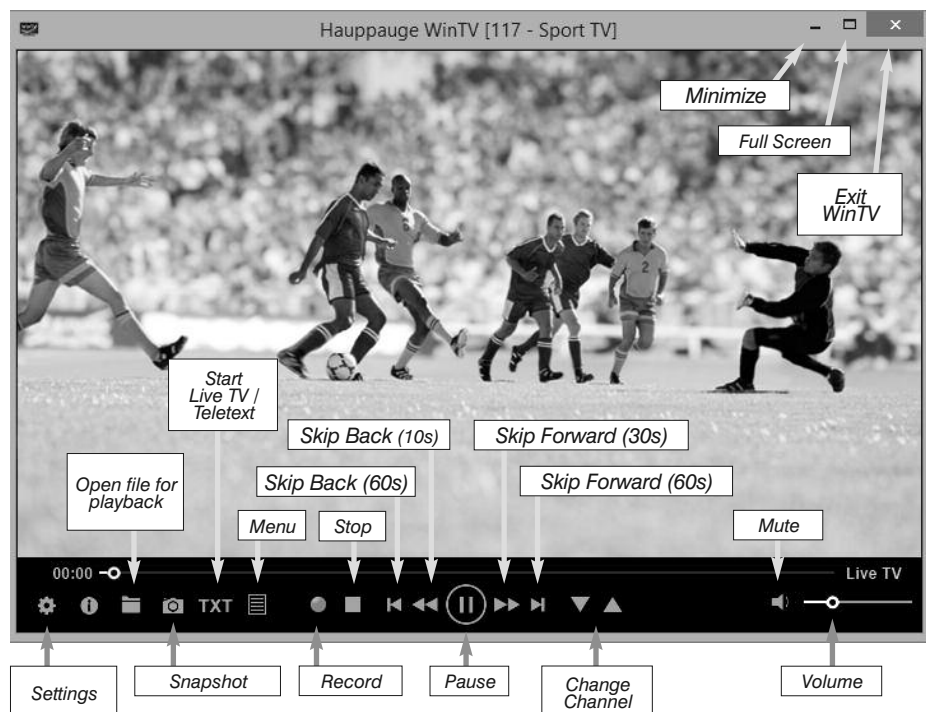 Hauppauge WinTV [117 - Sport TV]
Minimize
Full Screen
Exit
WinTV
Start
Live TV /
Teletext
Skip Back (10s)
Skip Forward (30s)
Open file for
playback
Skip Back (60s)
Skip Forward (60s)
Menu
Stop
Mute
00:00
Live TV
TXT
Settings
Snapshot
Record
Pause
Change
Channel
Volume
2